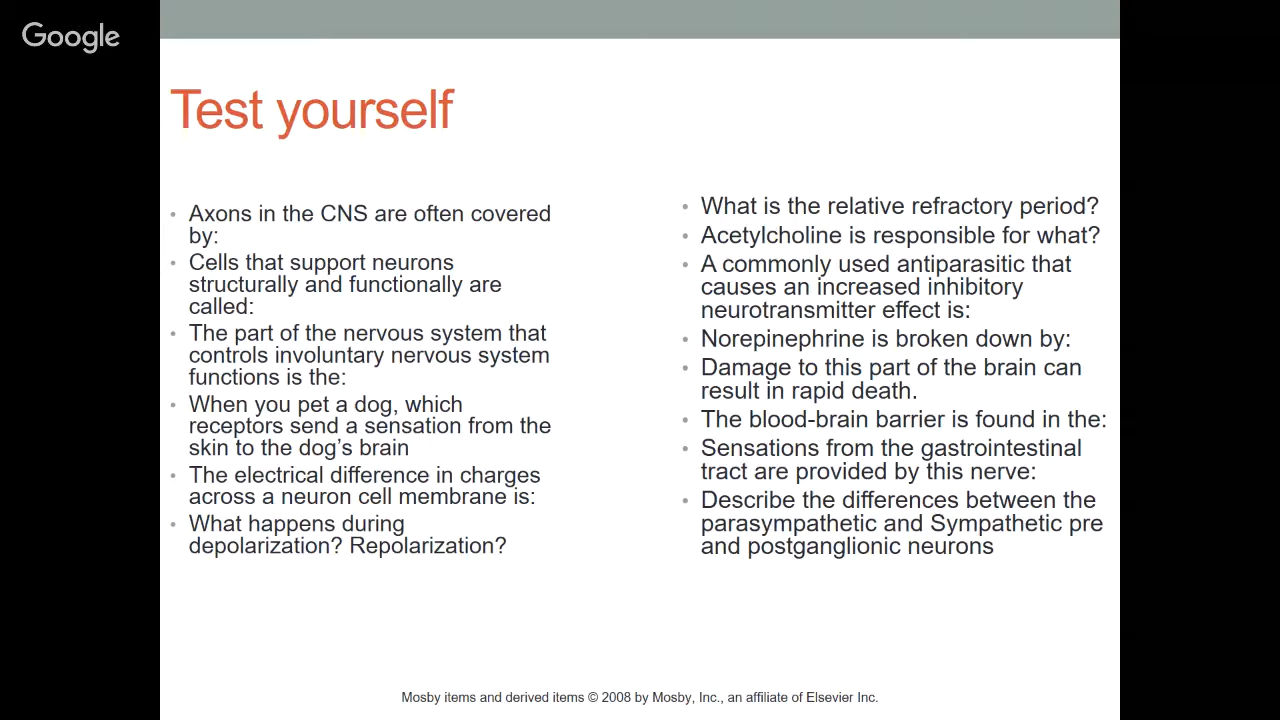 Google
Test yourself
• Axons in the CNS are often covered
by:
• Cells that support neurons
structurally and functionally are
called:
• The part of the nervous system that
controls involuntary nervous system
functions is the:
• When you pet a dog, which
receptors send a sensation from the
skin to the dog’s brain
• The electrical difference in charges
across a neuron cell membrane is:
• What happens during
depolarization? Repolarization?
• What is the relative refractory period?
• Acetylcholine is responsible for what?
• A commonly used antiparasitic that
causes an increased inhibitory
neurotransmitter effect is:
• Norepinephrine is broken down by:
• Damage to this part of the brain can
result in rapid death.
• The blood-brain barrier is found in the:
• Sensations from the gastrointestinal
tract are provided by this nerve:
• Describe the differences between the
parasympathetic and Sympathetic pre
and postganglionic neurons
Mosby items and derived items © 2008 by Mosby, Inc., an affiliate of Elsevier Inc.